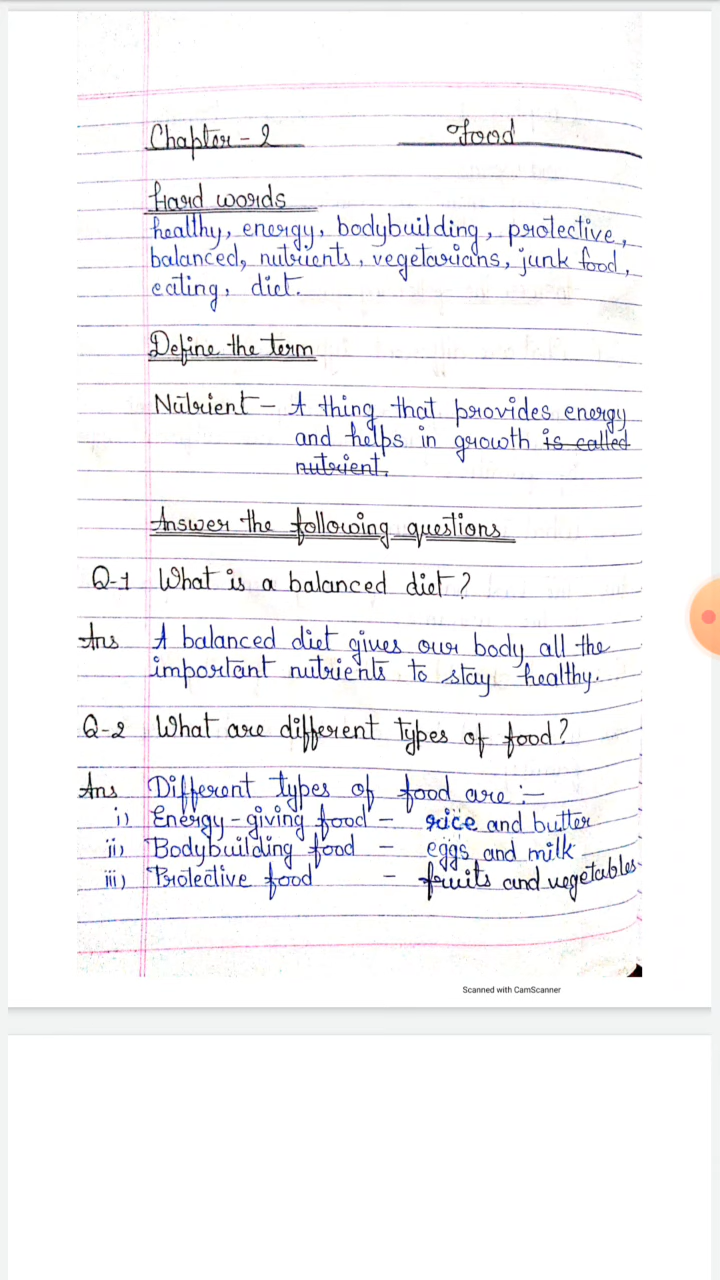 Chapter - 2 Food
Hard words
healthy, energy, bodybuilding, protective,
balanced, nutrients, vegetarians, junk food,
eating, diet.
Define the term
Nutrient - A thing that provides energy
and helps in growth is called
nutrient.
Answer the following questions
Q-1 What is a balanced diet?
Ans A balanced diet gives our body all the
important nutrients to stay healthy.
Q-2 What are different types of food?
Ans Different types of food are :-
i) Energy-giving food - rice and butter
ii) Bodybuilding food - eggs and milk
iii) Protective food - fruits and vegetables.
Scanned with CamScanner